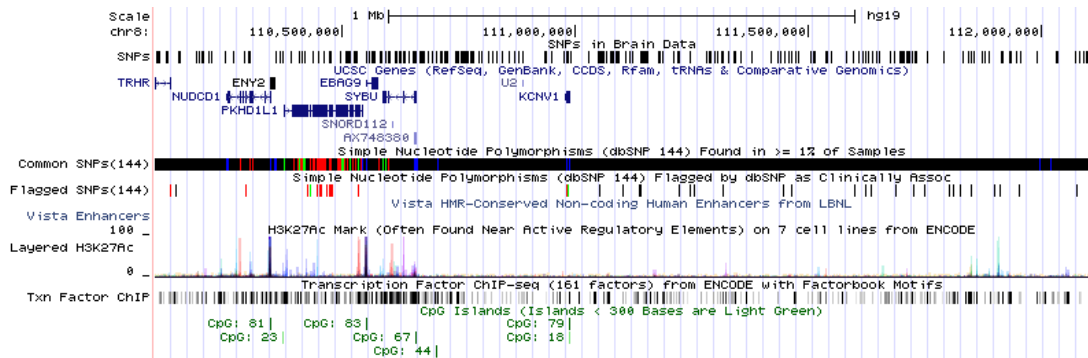 Scale 1 Mb hg19
chr8: 110,500,000 111,000,000 111,500,000 112,000,000
SNPs in Brain Data
SNPs
UCSC Genes (RefSeq, GenBank, CCDS, Rfam, tRNAs & Comparative Genomics)
TRHR ENY2 EBAG9 U2
NUDCD1 SYBU KCNV1
PKHD1L1
SNORD112
AX748380
Simple Nucleotide Polymorphisms (dbSNP 144) Found in >= 1% of Samples
Common SNPs(144)
Simple Nucleotide Polymorphisms (dbSNP 144) Flagged by dbSNP as Clinically Assoc
Flagged SNPs(144)
Vista HMR-Conserved Non-coding Human Enhancers from LBNL
Vista Enhancers
100 _ H3K27Ac Mark (Often Found Near Active Regulatory Elements) on 7 cell lines from ENCODE
Layered H3K27Ac
0 _
Transcription Factor ChIP-seq (161 factors) from ENCODE with Factorbook Motifs
Txn Factor ChIP
CpG Islands (Islands < 300 Bases are Light Green)
CpG: 81 CpG: 83 CpG: 79
CpG: 23 CpG: 67 CpG: 18
CpG: 44